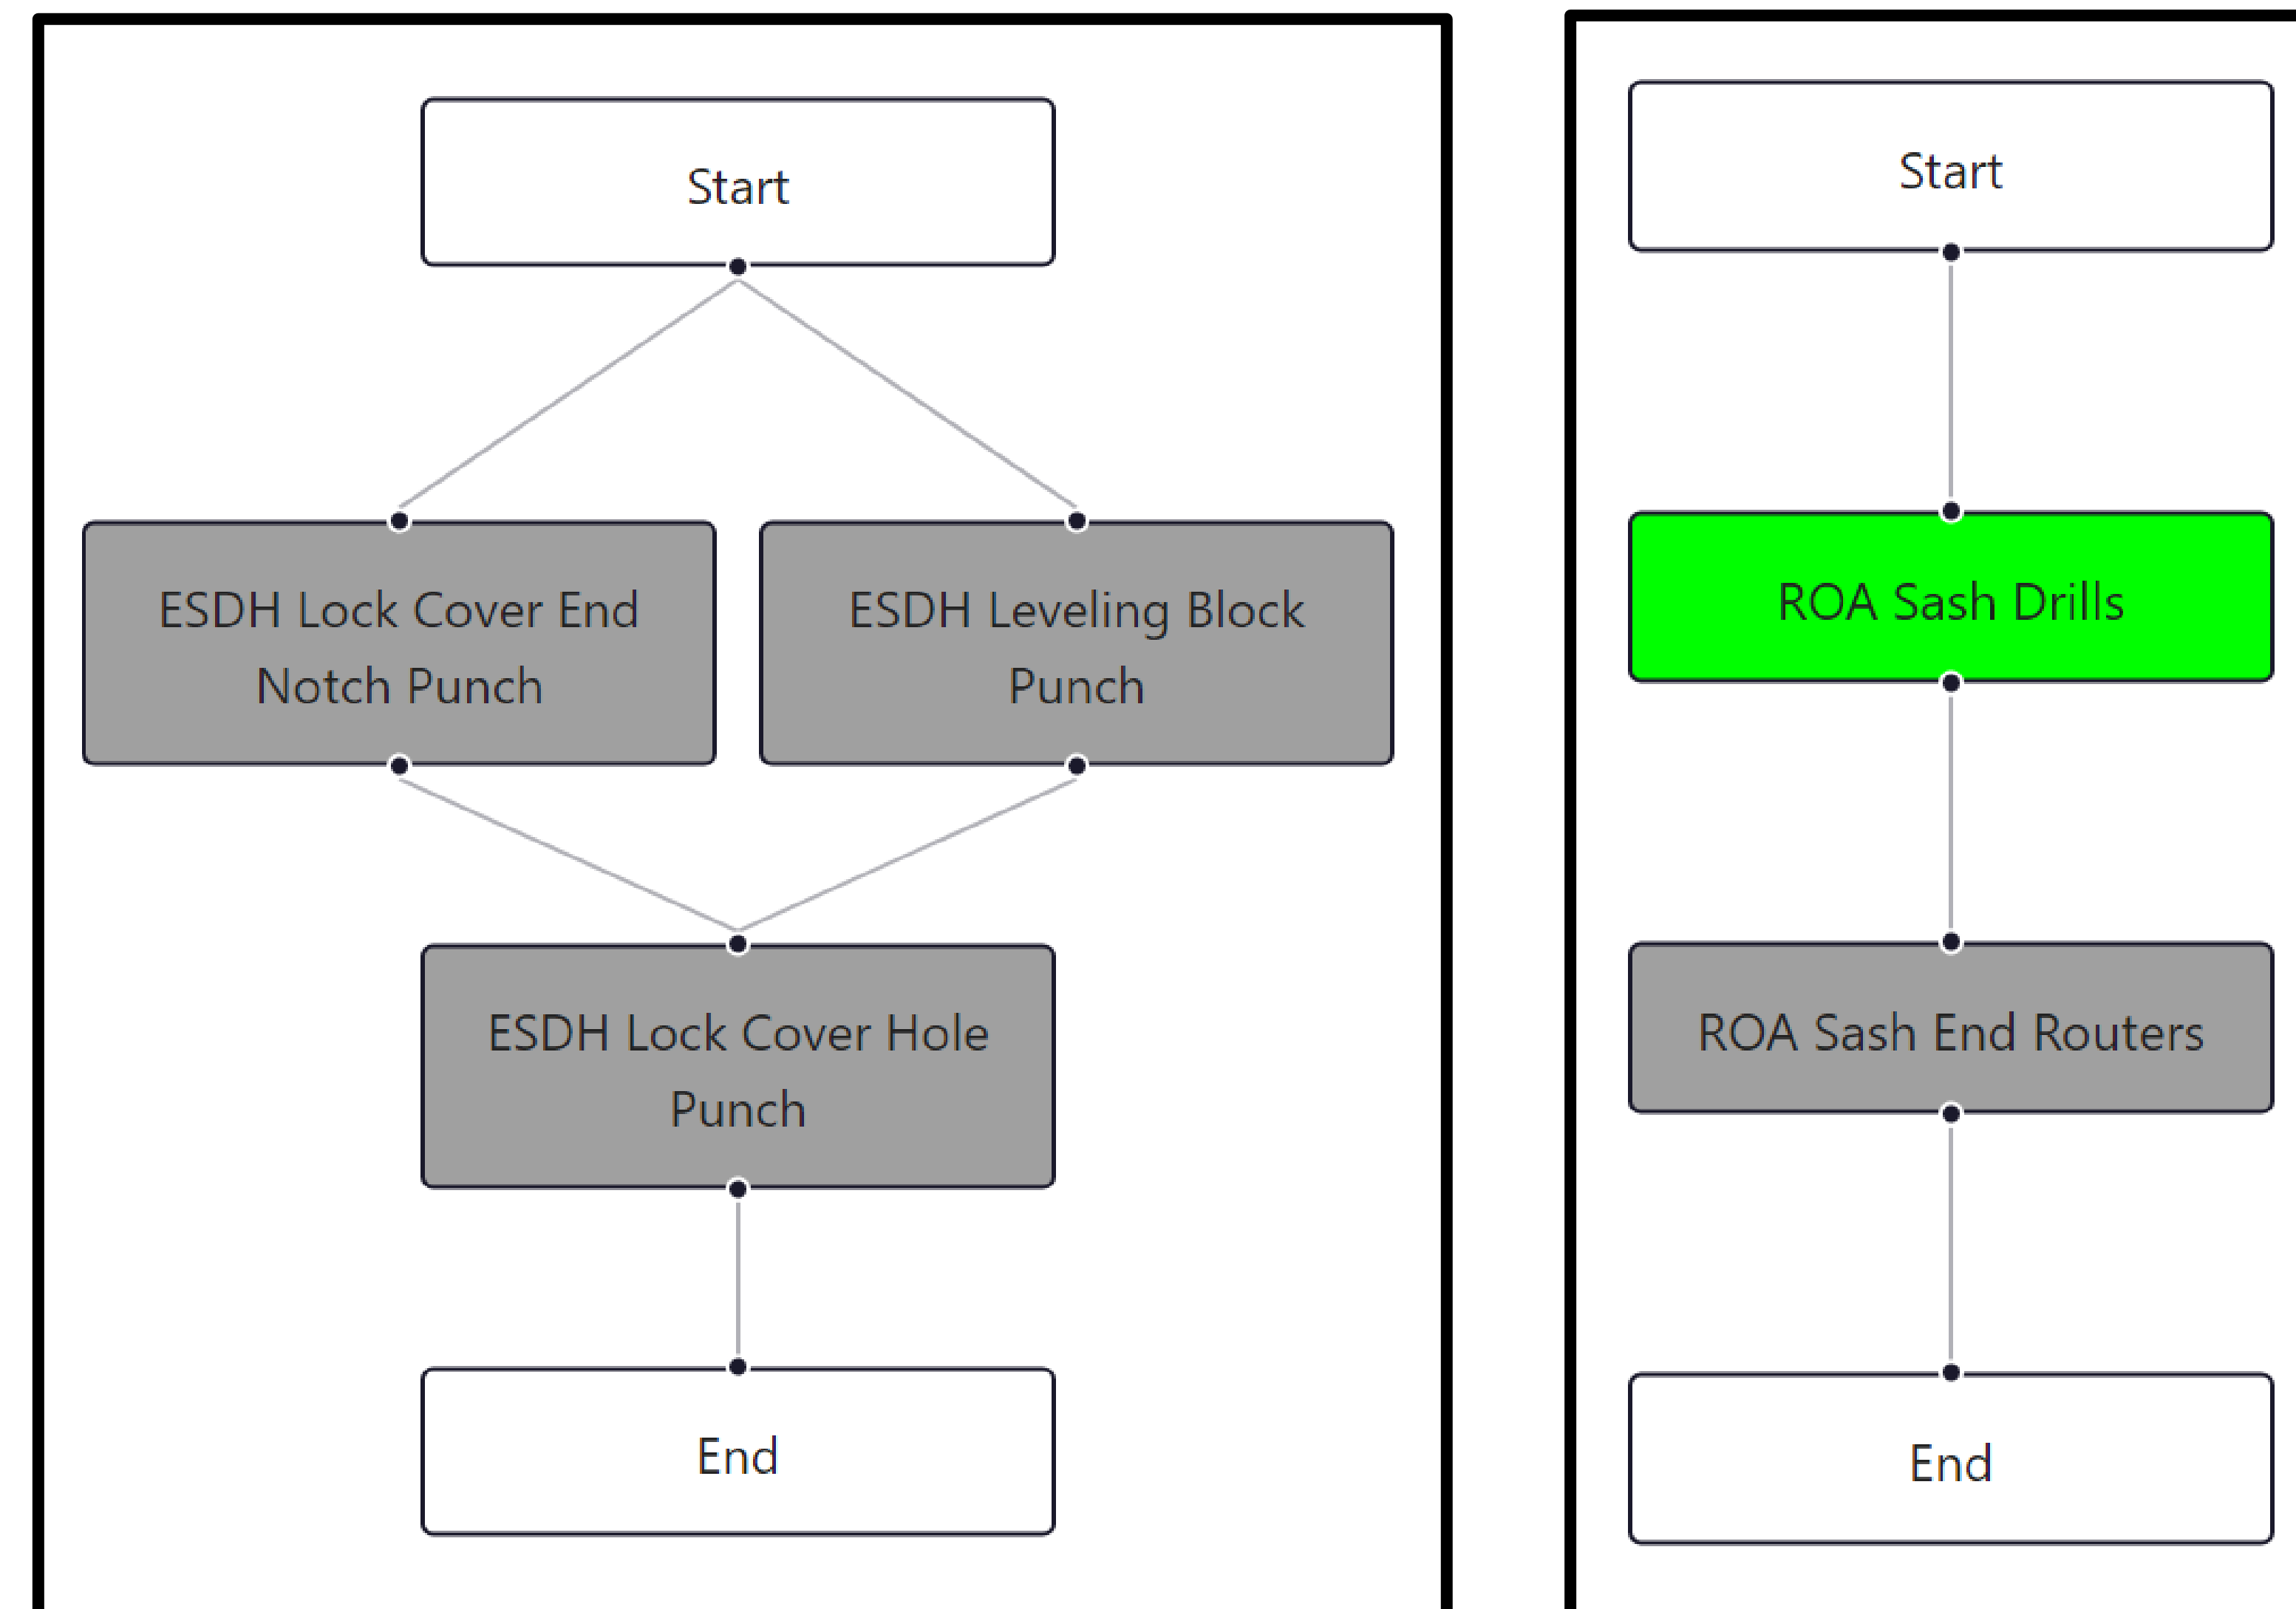 Start
ESDH Lock Cover End
Notch Punch
ESDH Leveling Block
Punch
ESDH Lock Cover Hole
Punch
End
Start
ROA Sash Drills
ROA Sash End Routers
End